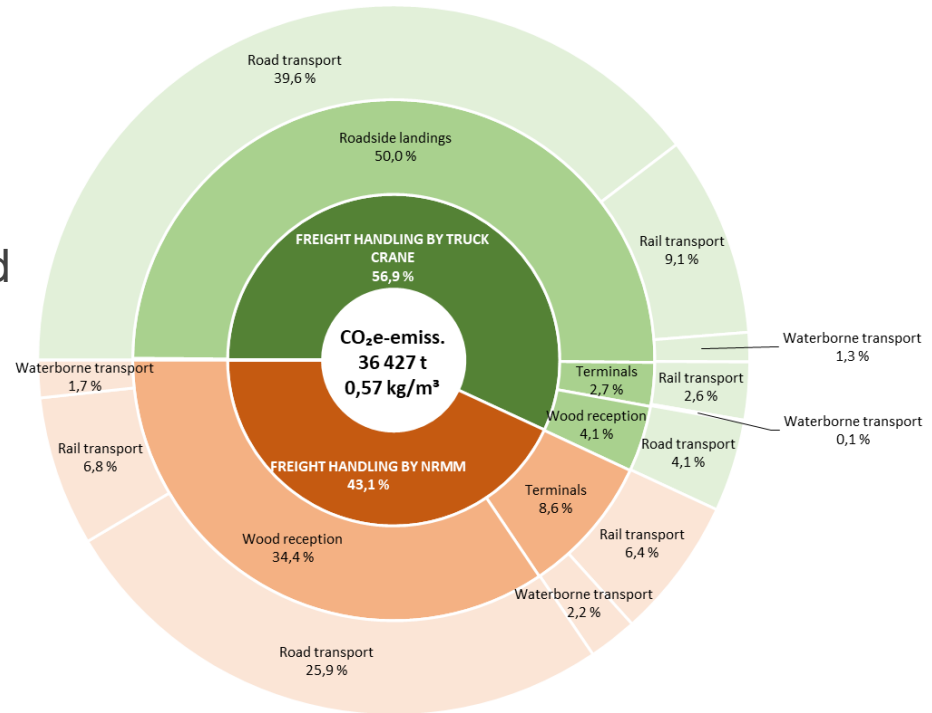 Road transport
39,6 %
Roadside landings
50,0 %
Rail transport
9,1 %
FREIGHT HANDLING BY TRUCK
CRANE
56,9 %
d
CO₂e-emiss.
36 427 t
0,57 kg/m³
Waterborne transport
1,3 %
Waterborne transport
1,7 %
Terminals
2,7 %
Rail transport
2,6 %
Wood reception
4,1 %
Waterborne transport
0,1 %
Road transport
4,1 %
Rail transport
6,8 %
FREIGHT HANDLING BY NRMM
43,1 %
Terminals
8,6 %
Wood reception
34,4 %
Rail transport
6,4 %
Waterborne transport
2,2 %
Road transport
25,9 %